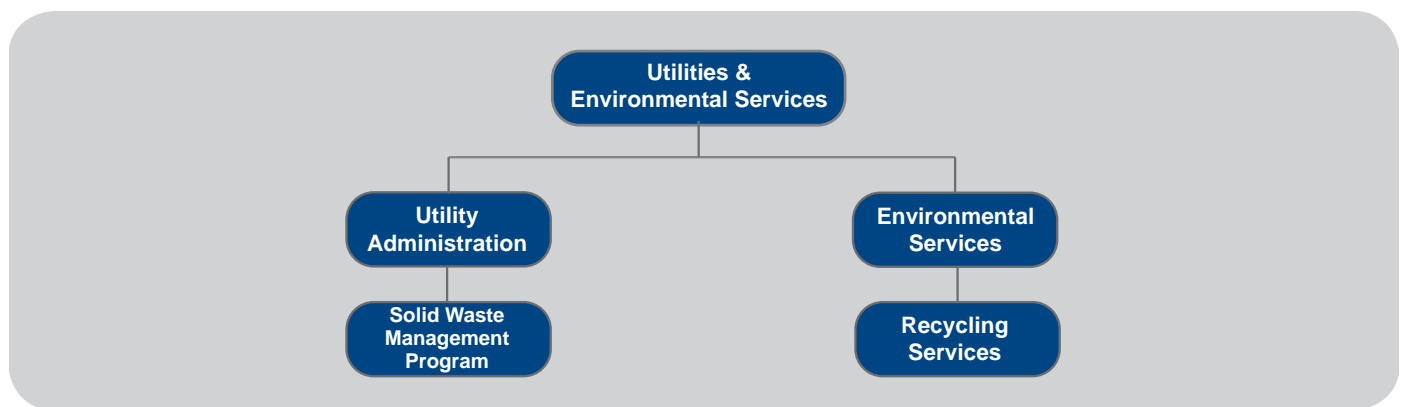 Utilities &
Environmental Services
Utility
Administration
Environmental
Services
Solid Waste
Management
Program
Recycling
Services